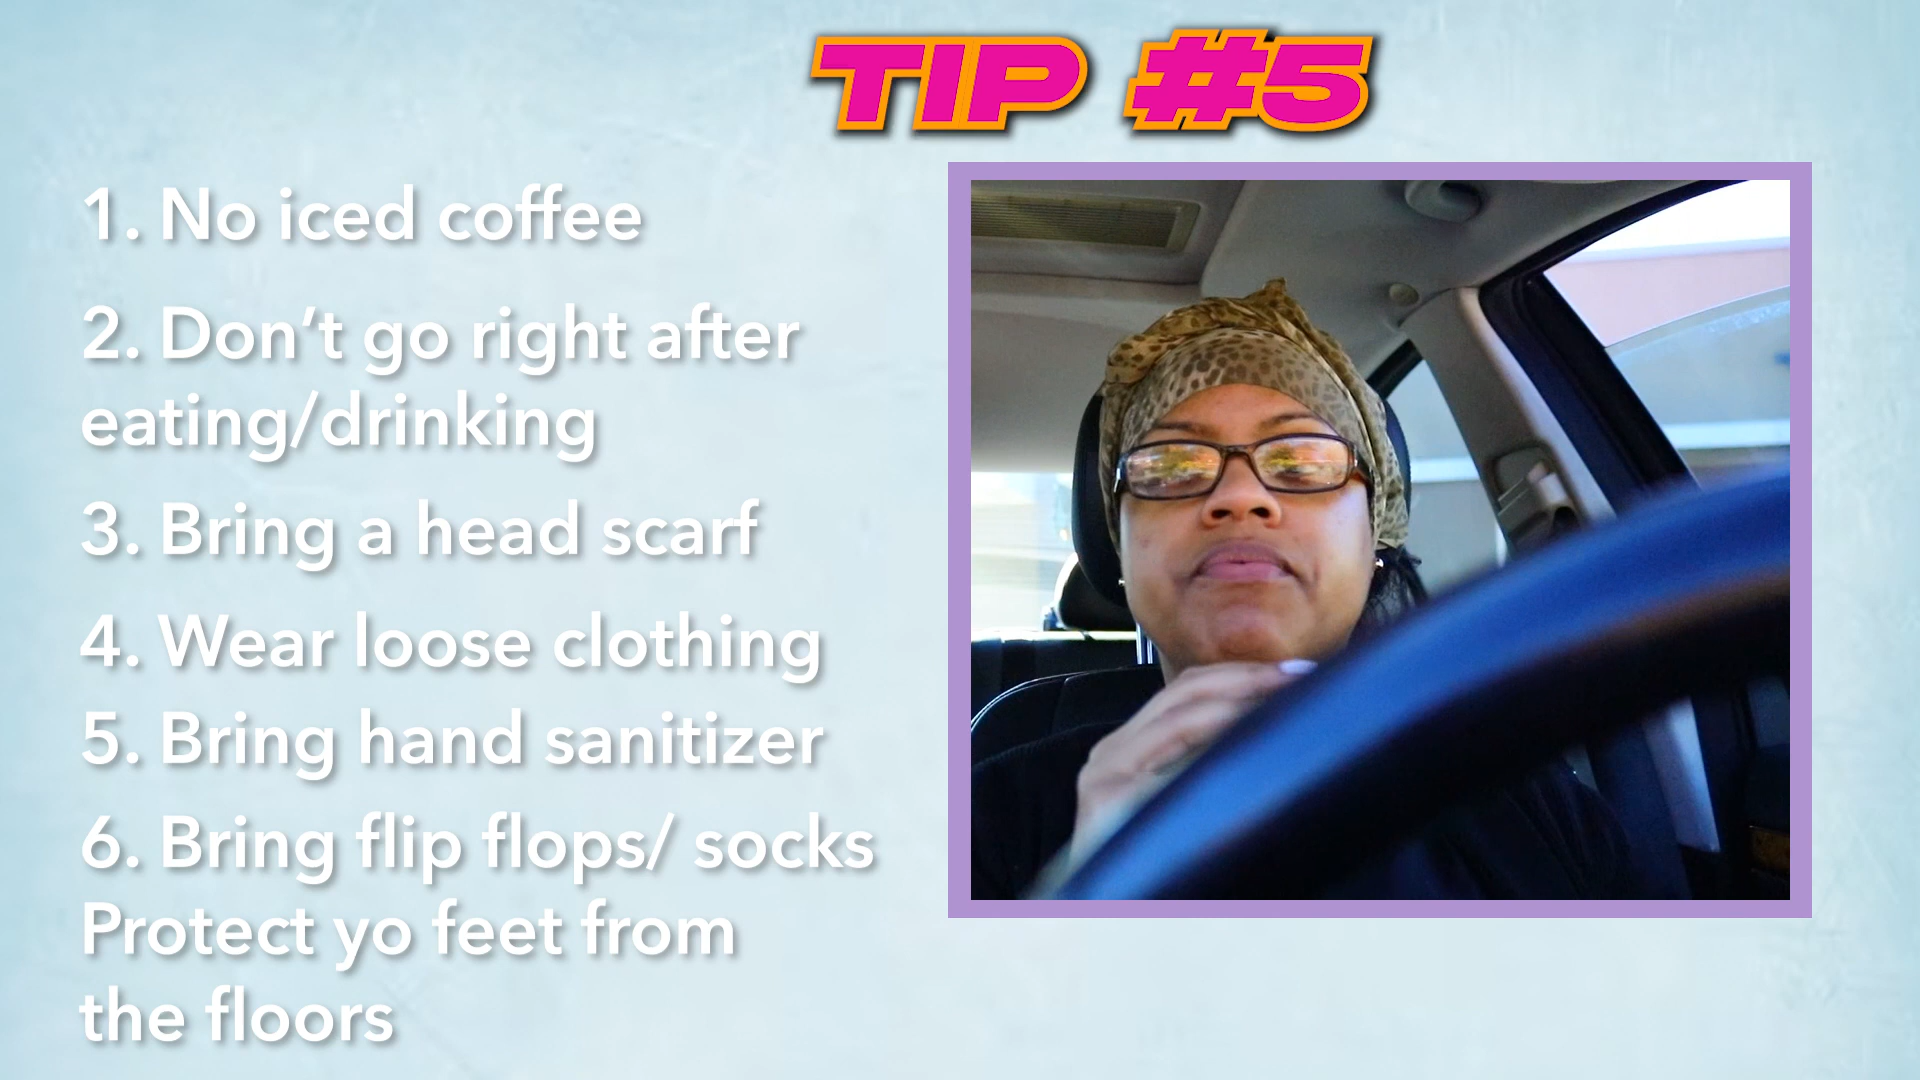 TIP #5
1. No iced coffee
2. Don’t go right after
eating/drinking
3. Bring a head scarf
4. Wear loose clothing
5. Bring hand sanitizer
6. Bring flip flops/ socks
Protect yo feet from
the floors